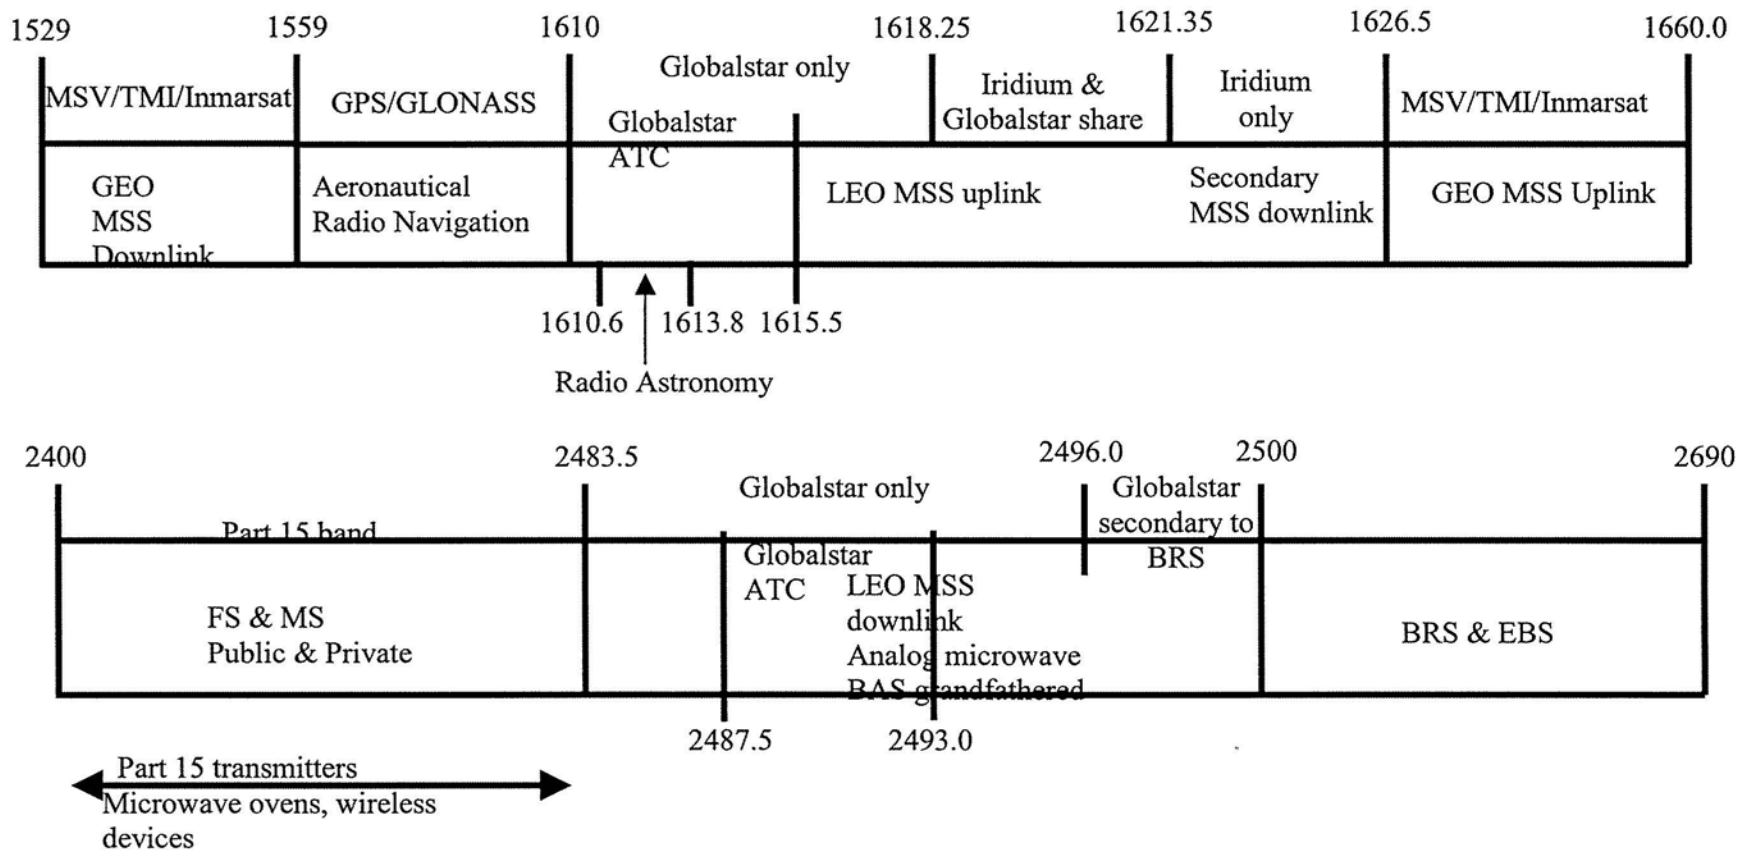 1529
1559
1610
1618.25
1621.35
1626.5
1660.0
MSV/TMI/Inmarsat
GPS/GLONASS
Globalstar only
Globalstar
ATC
Iridium &
Globalstar share
Iridium
only
MSV/TMI/Inmarsat
GEO
MSS
Downlink
Aeronautical
Radio Navigation
LEO MSS uplink
Secondary
MSS downlink
GEO MSS Uplink
1610.6
1613.8
1615.5
Radio Astronomy
2400
2483.5
2496.0
2500
2690
Globalstar only
Globalstar
secondary to
BRS
Part 15 band
Globalstar
ATC
LEO MSS
downlink
Analog microwave
BAS grandfathered
FS & MS
Public & Private
BRS & EBS
2487.5
2493.0
Part 15 transmitters
Microwave ovens, wireless
devices